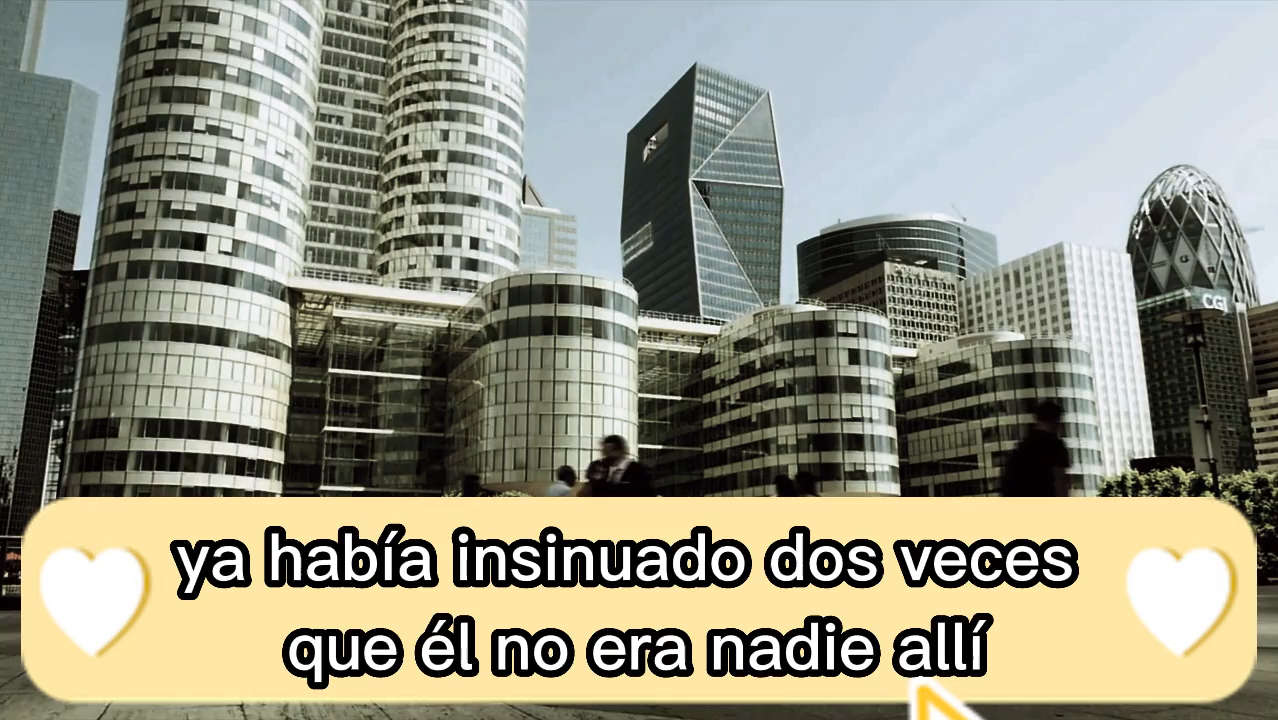 CGI
ya había insinuado dos veces
que él no era nadie allí